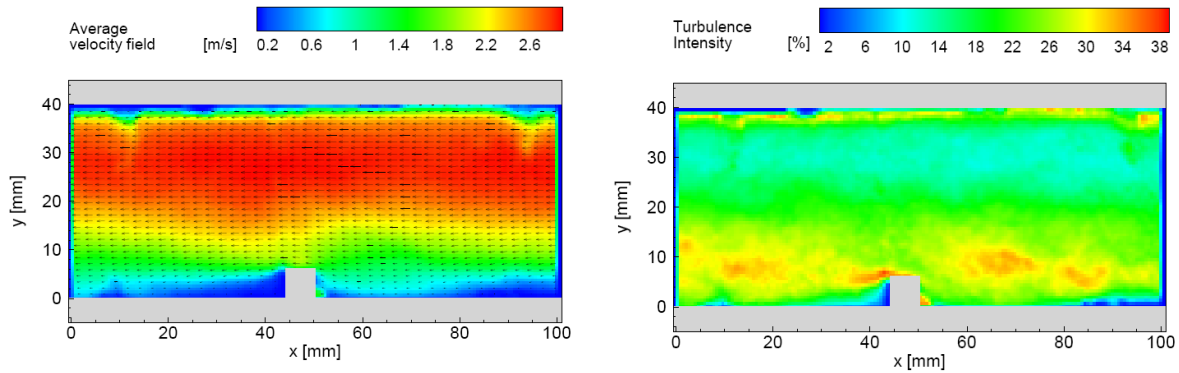 Average
velocity field
[m/s]
0.2 0.6 1 1.4 1.8 2.2 2.6
y [mm]
50
40
30
20
10
0
0 20 40 60 80 100
x [mm]
Turbulence
Intensity
[%]
2 6 10 14 18 22 26 30 34 38
y [mm]
40
30
20
10
0
0 20 40 60 80 100
x [mm]